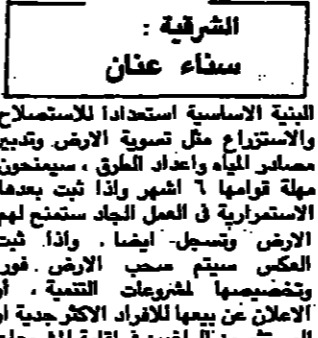 الشرقية :
سناء عنان
البنية الاساسية استعدادا للاستصلاح
والاستزراع مثل تسوية الارض وتدبير
مصادر المياه واعداد الطرق ، سيمنحون
مهلة قوامها ٦ اشهر واذا ثبت بعدها
الاستمرارية فى العمل الجاد ستمنح لهم
الارض وتسجل ايضا . واذا ثبت
العكس سيتم سحب الارض فور
وتخصيصها لمشروعات التنمية ، أو
الاعلان عن بيعها للافراد الاكثر جدية او